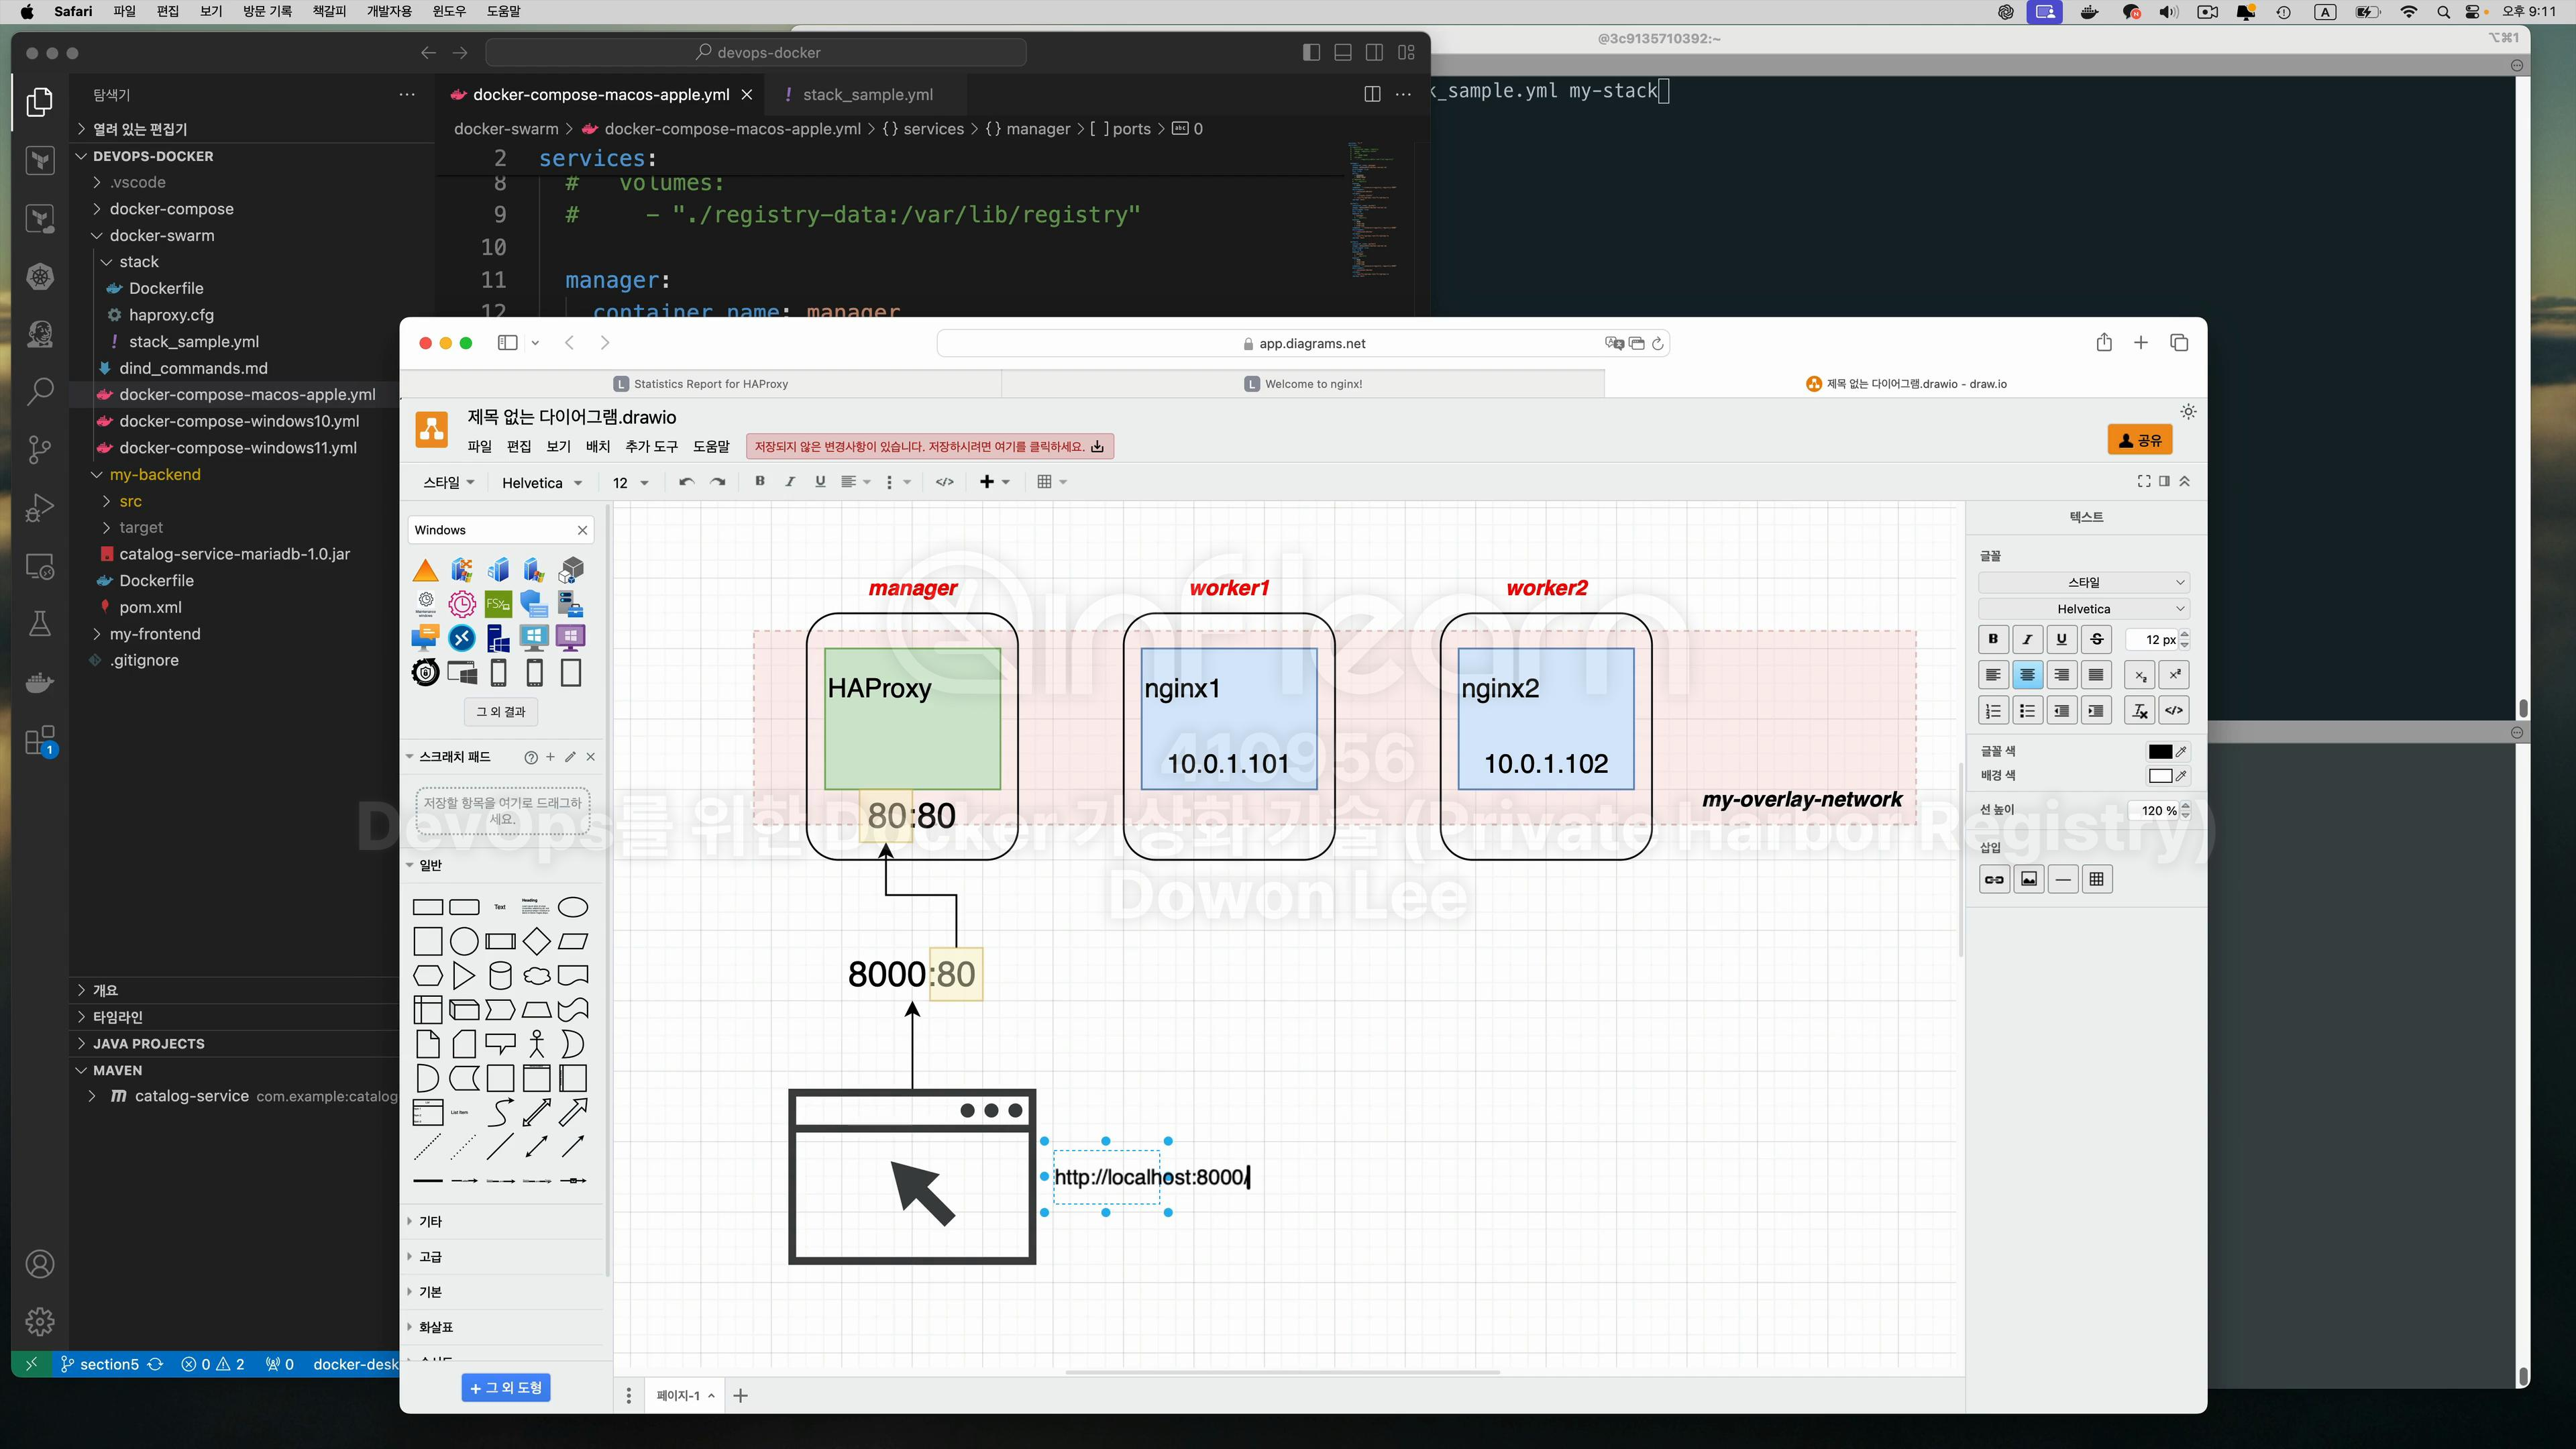 Safari 파일 편집 보기 방문 기록 책갈피 개발자용 윈도우 도움말
A 오후 9:11
devops-docker
@3c9135710392:~
⌥⌘1
탐색기
열려 있는 편집기
DEVOPS-DOCKER
.vscode
docker-compose
docker-swarm
stack
Dockerfile
haproxy.cfg
stack_sample.yml
dind_commands.md
docker-compose-macos-apple.yml
docker-compose-windows10.yml
docker-compose-windows11.yml
my-backend
src
target
catalog-service-mariadb-1.0.jar
Dockerfile
pom.xml
my-frontend
.gitignore
개요
타임라인
JAVA PROJECTS
MAVEN
catalog-service com.example:catalog
section5 0 2 0 docker-desk
1
docker-compose-macos-apple.yml
stack_sample.yml
docker-swarm > docker-compose-macos-apple.yml > {} services > {} manager > [ ] ports > abc 0
2 services:
8 # volumes:
9 # - "./registry-data:/var/lib/registry"
10
11 manager:
12 container_name: manager
k_sample.yml my-stack
app.diagrams.net
Statistics Report for HAProxy
Welcome to nginx!
제목 없는 다이어그램.drawio - draw.io
제목 없는 다이어그램.drawio
파일 편집 보기 배치 추가 도구 도움말
저장되지 않은 변경사항이 있습니다. 저장하시려면 여기를 클릭하세요.
공유
스타일 Helvetica 12 B I U
Windows
그 외 결과
스크래치 패드
저장할 항목을 여기로 드래그하
세요.
일반
Text
Heading
List Item
기타
고급
기본
화살표
+ 그 외 도형
페이지-1
manager
worker1
worker2
HAProxy
nginx1
nginx2
10.0.1.101
10.0.1.102
80:80
my-overlay-network
8000:80
http://localhost:8000/
inflearn
410956
DevOps를 위한 Docker 가상화 기술 (Private Harbor Registry)
Dowon Lee
텍스트
글꼴
스타일
Helvetica
B I U S 12 px
글꼴 색
배경 색
선 높이 120 %
삽입